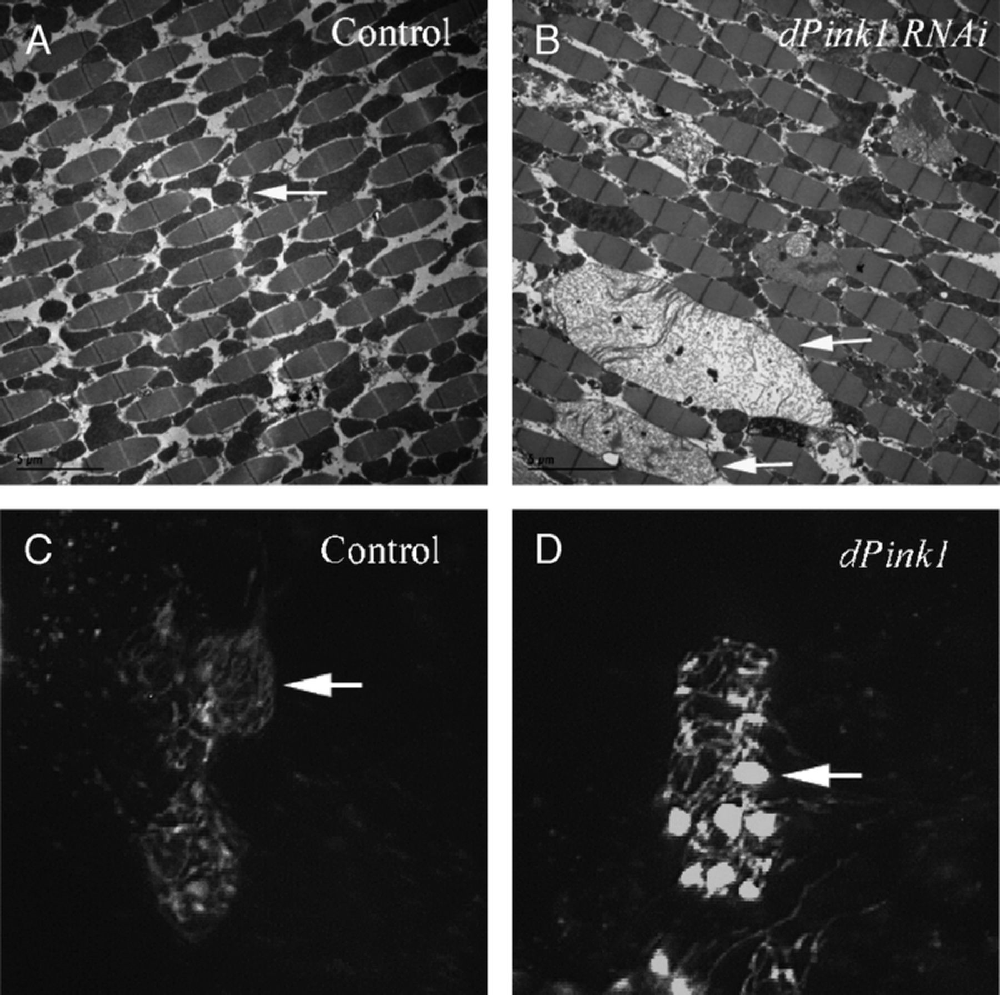 A Control
B dPink1 RNAi
5 µm
5 µm
C Control
D dPink1